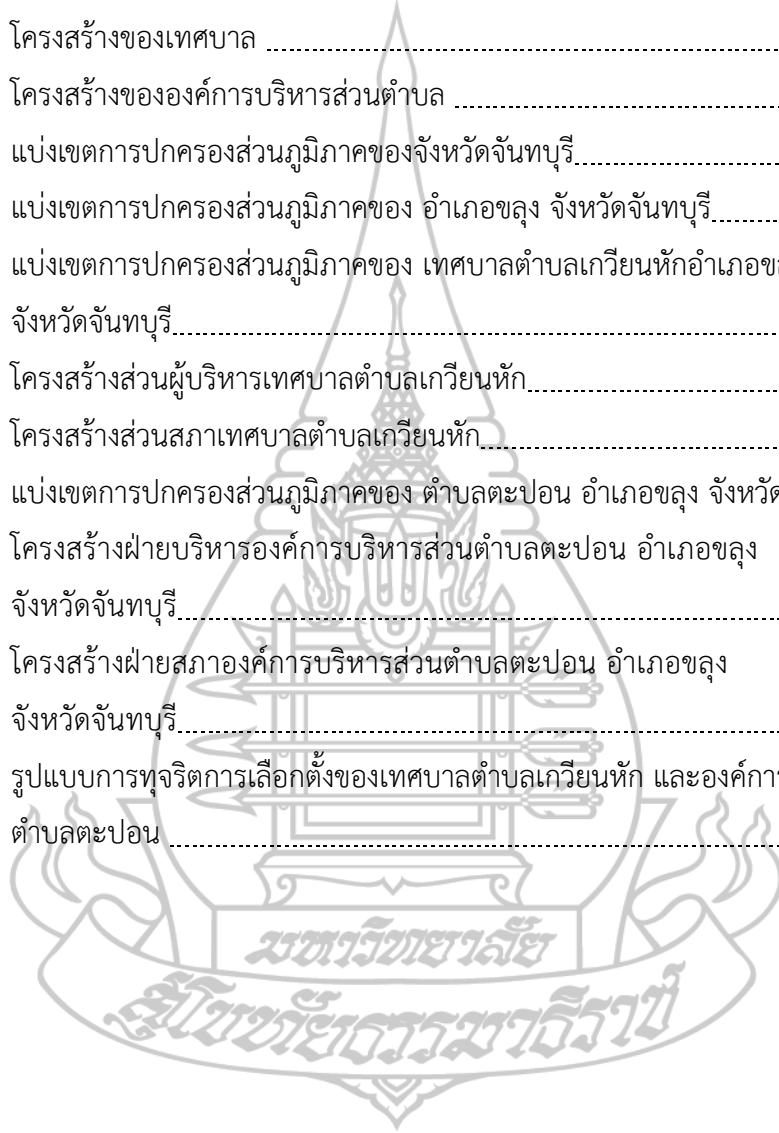 โครงสร้างของเทศบาล
โครงสร้างขององค์การบริหารส่วนตำบล
แบ่งเขตการปกครองส่วนภูมิภาคของจังหวัดจันทบุรี
แบ่งเขตการปกครองส่วนภูมิภาคของ อำเภอขลุง จังหวัดจันทบุรี
แบ่งเขตการปกครองส่วนภูมิภาคของ เทศบาลตำบลเกวียนหักอำเภอข
จังหวัดจันทบุรี
โครงสร้างส่วนผู้บริหารเทศบาลตำบลเกวียนหัก
โครงสร้างส่วนสภาเทศบาลตำบลเกวียนหัก
แบ่งเขตการปกครองส่วนภูมิภาคของ ตำบลตะปอน อำเภอขลุง จังหวัด
โครงสร้างฝ่ายบริหารองค์การบริหารส่วนตำบลตะปอน อำเภอขลุง
จังหวัดจันทบุรี
โครงสร้างฝ่ายสภาองค์การบริหารส่วนตำบลตะปอน อำเภอขลุง
จังหวัดจันทบุรี
รูปแบบการทุจริตการเลือกตั้งของเทศบาลตำบลเกวียนหัก และองค์การ
ตำบลตะปอน
มหาวิทยาลัย
สุโขทัยธรรมาธิราช